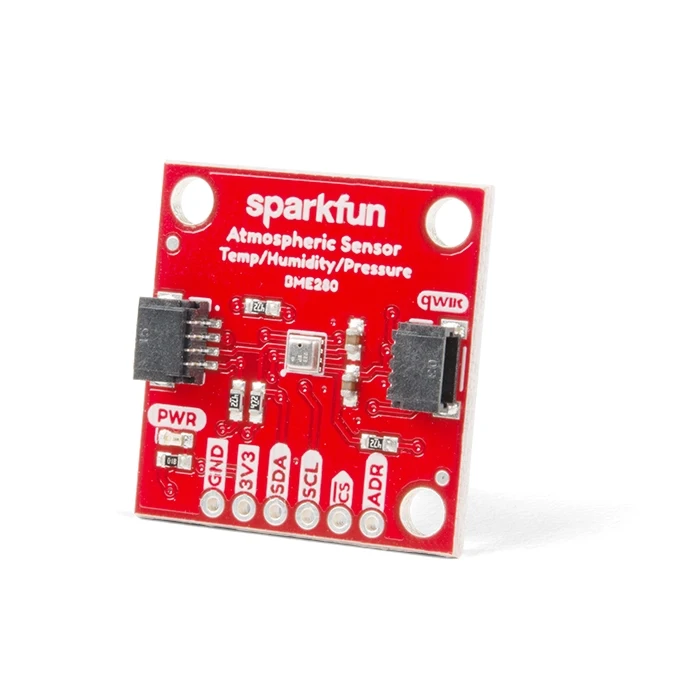 sparkfun
Atmospheric Sensor
Temp/Humidity/Pressure
BME280
qwiic
PWR
GND
3V3
SDA
SCL
CS
ADR